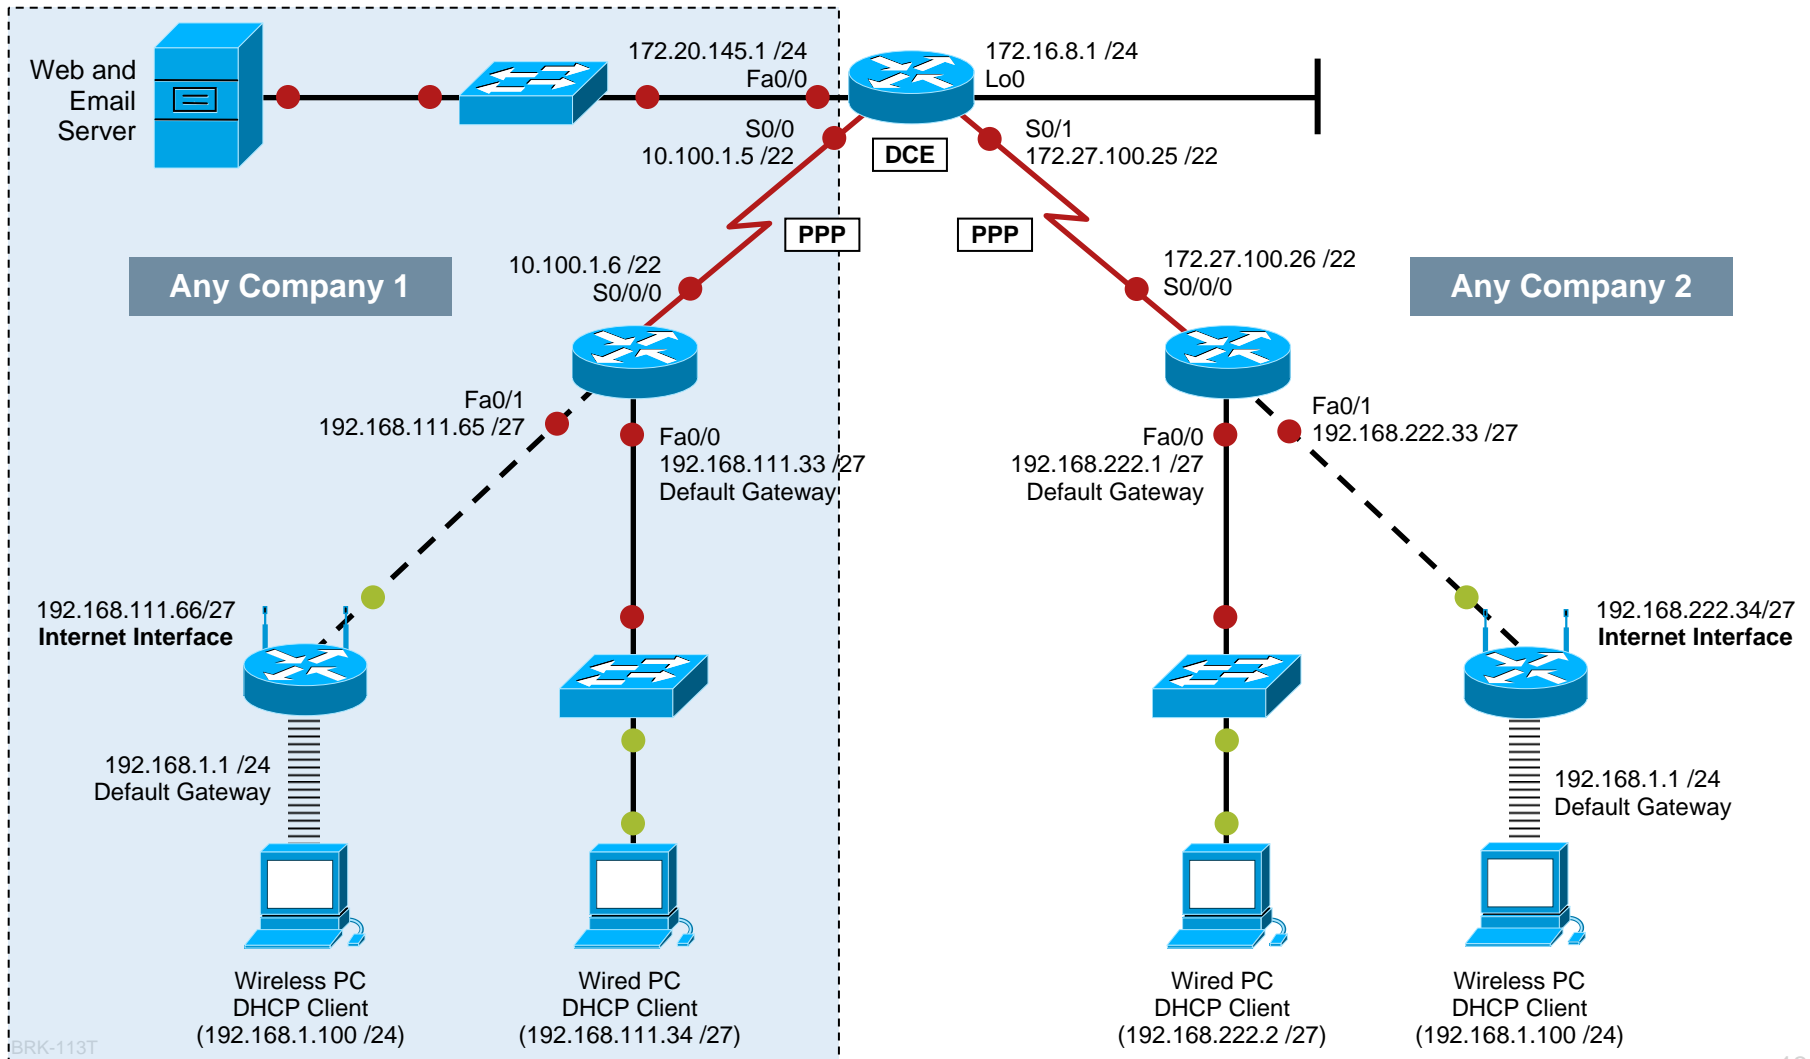 Web and
Email
Server
172.20.145.1 /24
Fa0/0
172.16.8.1 /24
Lo0
S0/0
10.100.1.5 /22
DCE
S0/1
172.27.100.25 /22
PPP
PPP
Any Company 1
10.100.1.6 /22
S0/0/0
172.27.100.26 /22
S0/0/0
Any Company 2
Fa0/1
192.168.111.65 /27
Fa0/0
192.168.111.33 /27
Default Gateway
Fa0/0
192.168.222.1 /27
Default Gateway
Fa0/1
192.168.222.33 /27
192.168.111.66/27
Internet Interface
192.168.222.34/27
Internet Interface
192.168.1.1 /24
Default Gateway
192.168.1.1 /24
Default Gateway
Wireless PC
DHCP Client
(192.168.1.100 /24)
Wired PC
DHCP Client
(192.168.111.34 /27)
Wired PC
DHCP Client
(192.168.222.2 /27)
Wireless PC
DHCP Client
(192.168.1.100 /24)
BRK-113T